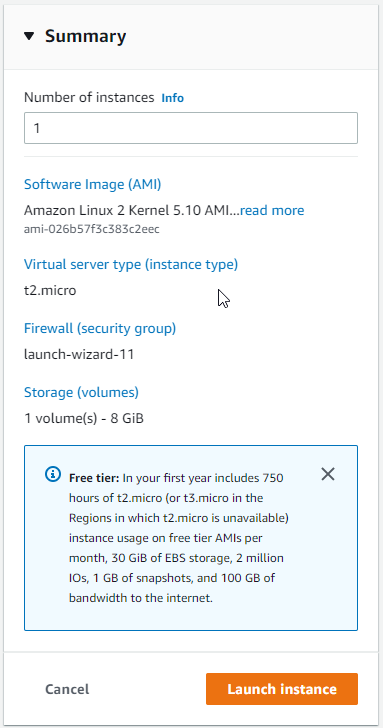 Summary
Number of instances Info
1
Software Image (AMI)
Amazon Linux 2 Kernel 5.10 AMI...read more
ami-026b57f3c383c2eec
Virtual server type (instance type)
t2.micro
Firewall (security group)
launch-wizard-11
Storage (volumes)
1 volume(s) - 8 GiB
Free tier: In your first year includes 750
hours of t2.micro (or t3.micro in the
Regions in which t2.micro is unavailable)
instance usage on free tier AMIs per
month, 30 GiB of EBS storage, 2 million
IOs, 1 GB of snapshots, and 100 GB of
bandwidth to the internet.
Cancel
Launch instance